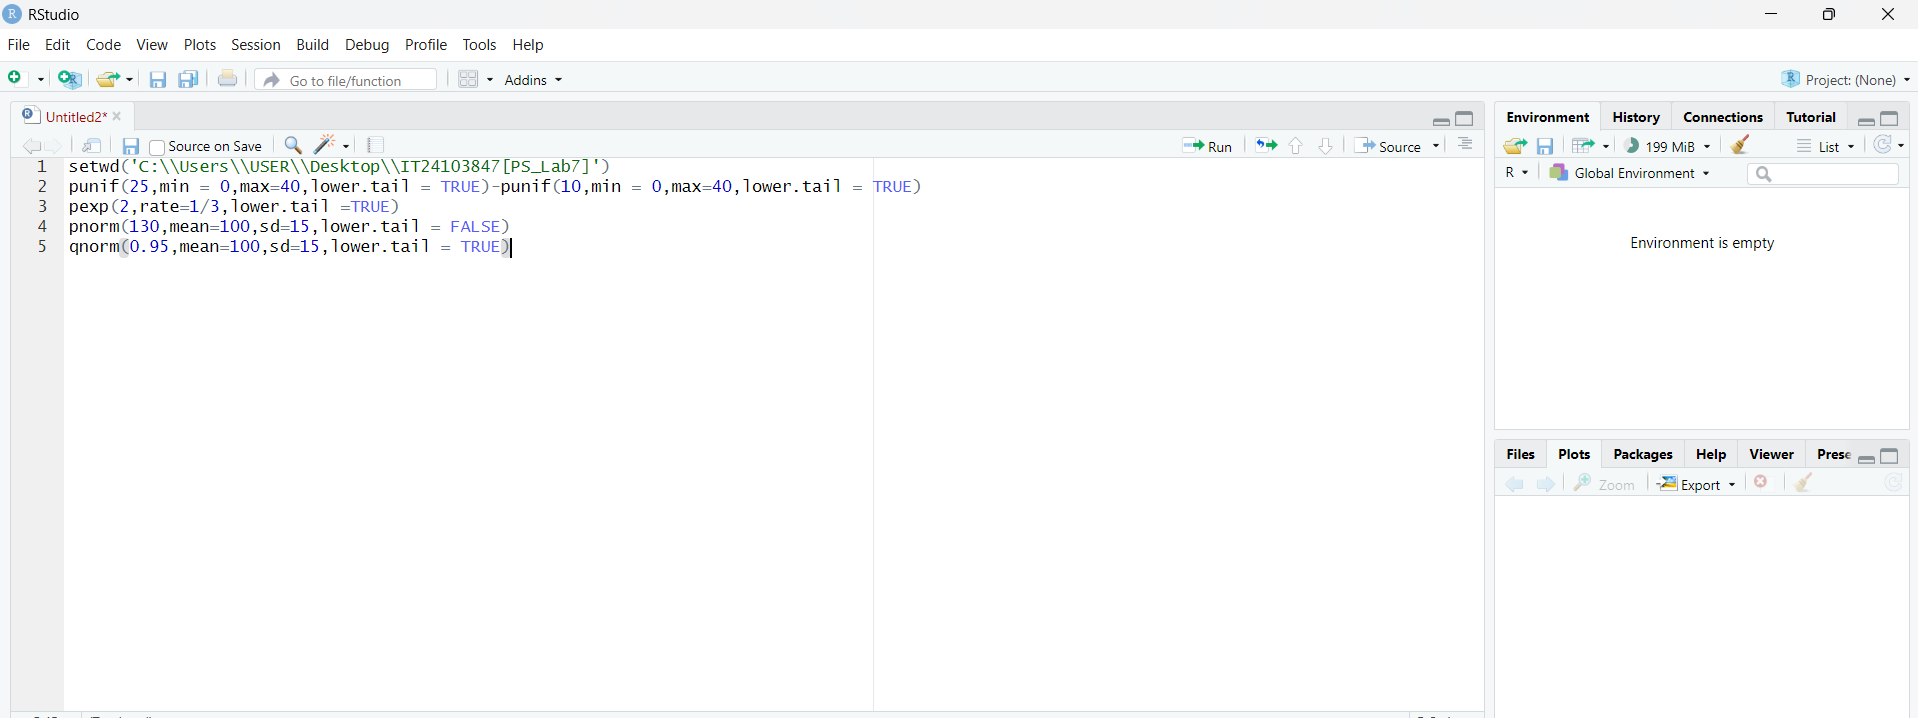 RStudio
File Edit Code View Plots Session Build Debug Profile Tools Help
Go to file/function Addins Project: (None)
Untitled2*
Source on Save Run Source
1 setwd('C:\\Users\\USER\\Desktop\\IT24103847[PS_Lab7]')
2 punif(25,min = 0,max=40,lower.tail = TRUE)-punif(10,min = 0,max=40,lower.tail = TRUE)
3 pexp(2,rate=1/3,lower.tail =TRUE)
4 pnorm(130,mean=100,sd=15,lower.tail = FALSE)
5 qnorm(0.95,mean=100,sd=15,lower.tail = TRUE)
Environment History Connections Tutorial
199 MiB List
R Global Environment
Environment is empty
Files Plots Packages Help Viewer Prese
Zoom Export